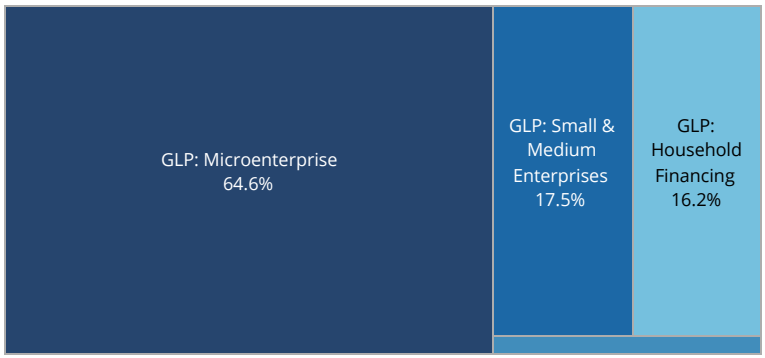 GLP: Microenterprise
64.6%
GLP: Small &
Medium
Enterprises
17.5%
GLP:
Household
Financing
16.2%